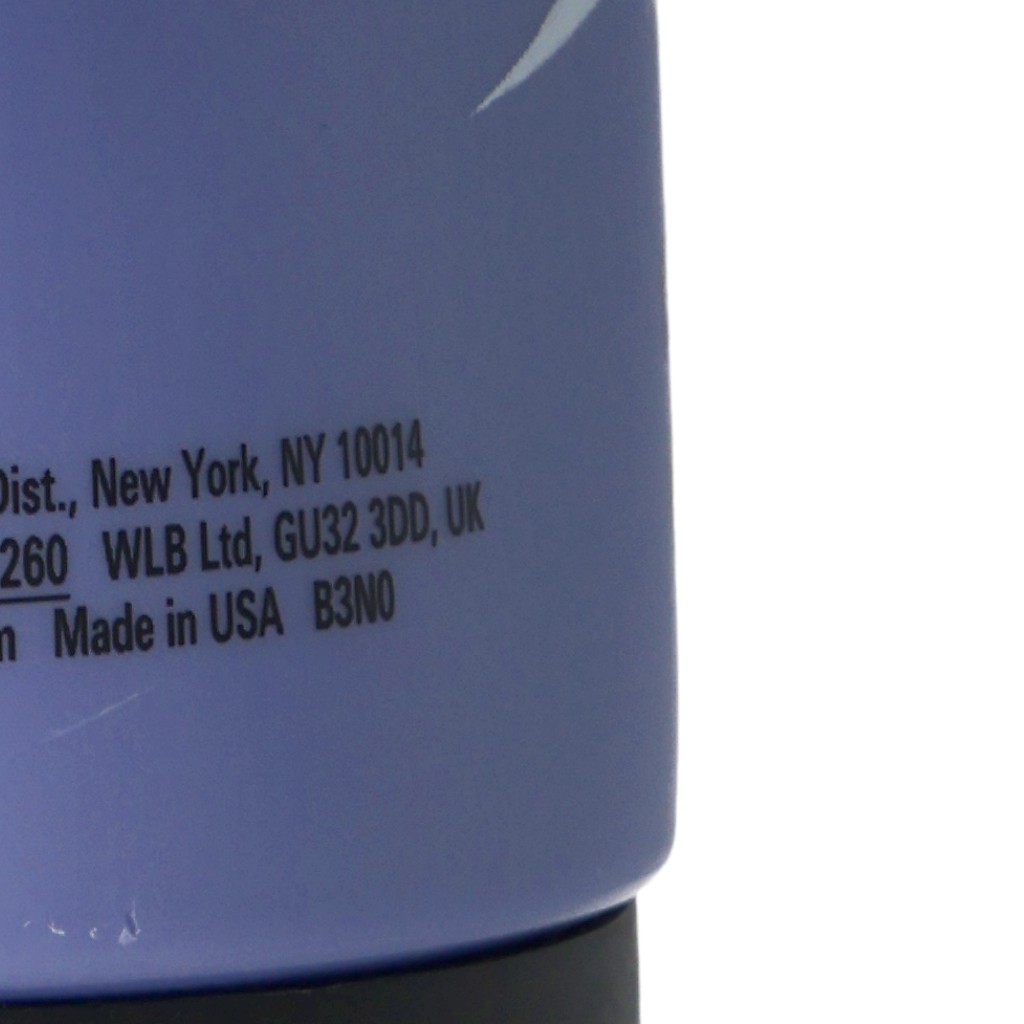 Dist., New York, NY 10014
260 WLB Ltd, GU32 3DD, UK
Made in USA B3N0